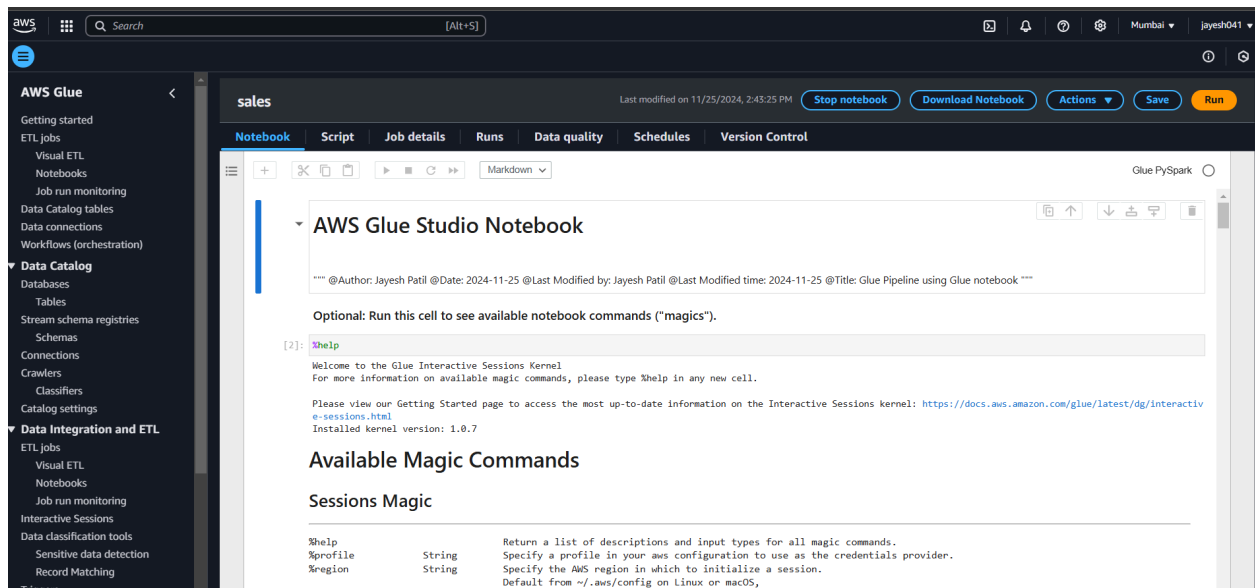 aws
Search
[Alt+S]
Mumbai
jayesh041
AWS Glue
Getting started
ETL jobs
Visual ETL
Notebooks
Job run monitoring
Data Catalog tables
Data connections
Workflows (orchestration)
Data Catalog
Databases
Tables
Stream schema registries
Schemas
Connections
Crawlers
Classifiers
Catalog settings
Data Integration and ETL
ETL jobs
Visual ETL
Notebooks
Job run monitoring
Interactive Sessions
Data classification tools
Sensitive data detection
Record Matching
sales
Last modified on 11/25/2024, 2:43:25 PM
Stop notebook
Download Notebook
Actions
Save
Run
Notebook
Script
Job details
Runs
Data quality
Schedules
Version Control
Markdown
Glue PySpark
AWS Glue Studio Notebook
""" @Author: Jayesh Patil @Date: 2024-11-25 @Last Modified by: Jayesh Patil @Last Modified time: 2024-11-25 @Title: Glue Pipeline using Glue notebook """
Optional: Run this cell to see available notebook commands ("magics").
[2]: %help
Welcome to the Glue Interactive Sessions Kernel
For more information on available magic commands, please type %help in any new cell.
Please view our Getting Started page to access the most up-to-date information on the Interactive Sessions kernel: https://docs.aws.amazon.com/glue/latest/dg/interactiv
e-sessions.html
Installed kernel version: 1.0.7
Available Magic Commands
Sessions Magic
%help Return a list of descriptions and input types for all magic commands.
%profile String Specify a profile in your aws configuration to use as the credentials provider.
%region String Specify the AWS region in which to initialize a session.
Default from ~/.aws/config on Linux or macOS,